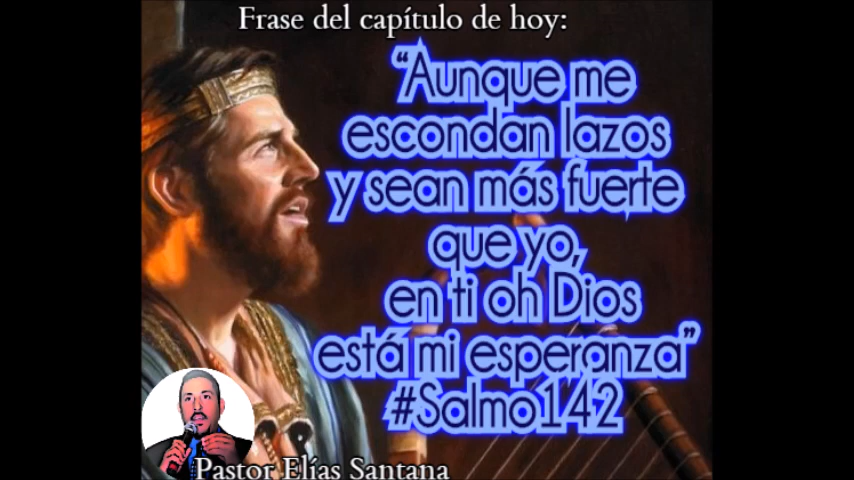 Frase del capítulo de hoy:
“Aunque me
escondan lazos
y sean más fuerte
que yo,
en ti oh Dios
está mi esperanza”
#Salmo142
Pastor Elías Santana